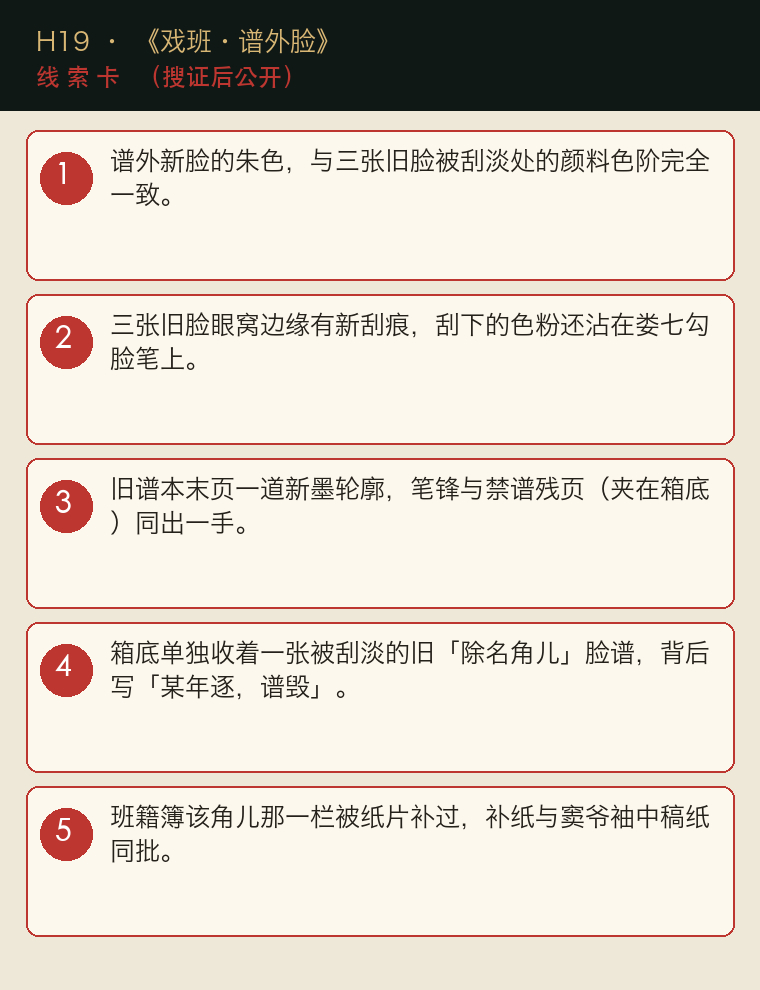 H19 · 《戏班·谱外脸》
线索卡 （搜证后公开）
1
谱外新脸的朱色，与三张旧脸被刮淡处的颜料色阶完全
一致。
2
三张旧脸眼窝边缘有新刮痕，刮下的色粉还沾在娄七勾
脸笔上。
3
旧谱本末页一道新墨轮廓，笔锋与禁谱残页（夹在箱底
）同出一手。
4
箱底单独收着一张被刮淡的旧「除名角儿」脸谱，背后
写「某年逐，谱毁」。
5
班籍簿该角儿那一栏被纸片补过，补纸与窦爷袖中稿纸
同批。